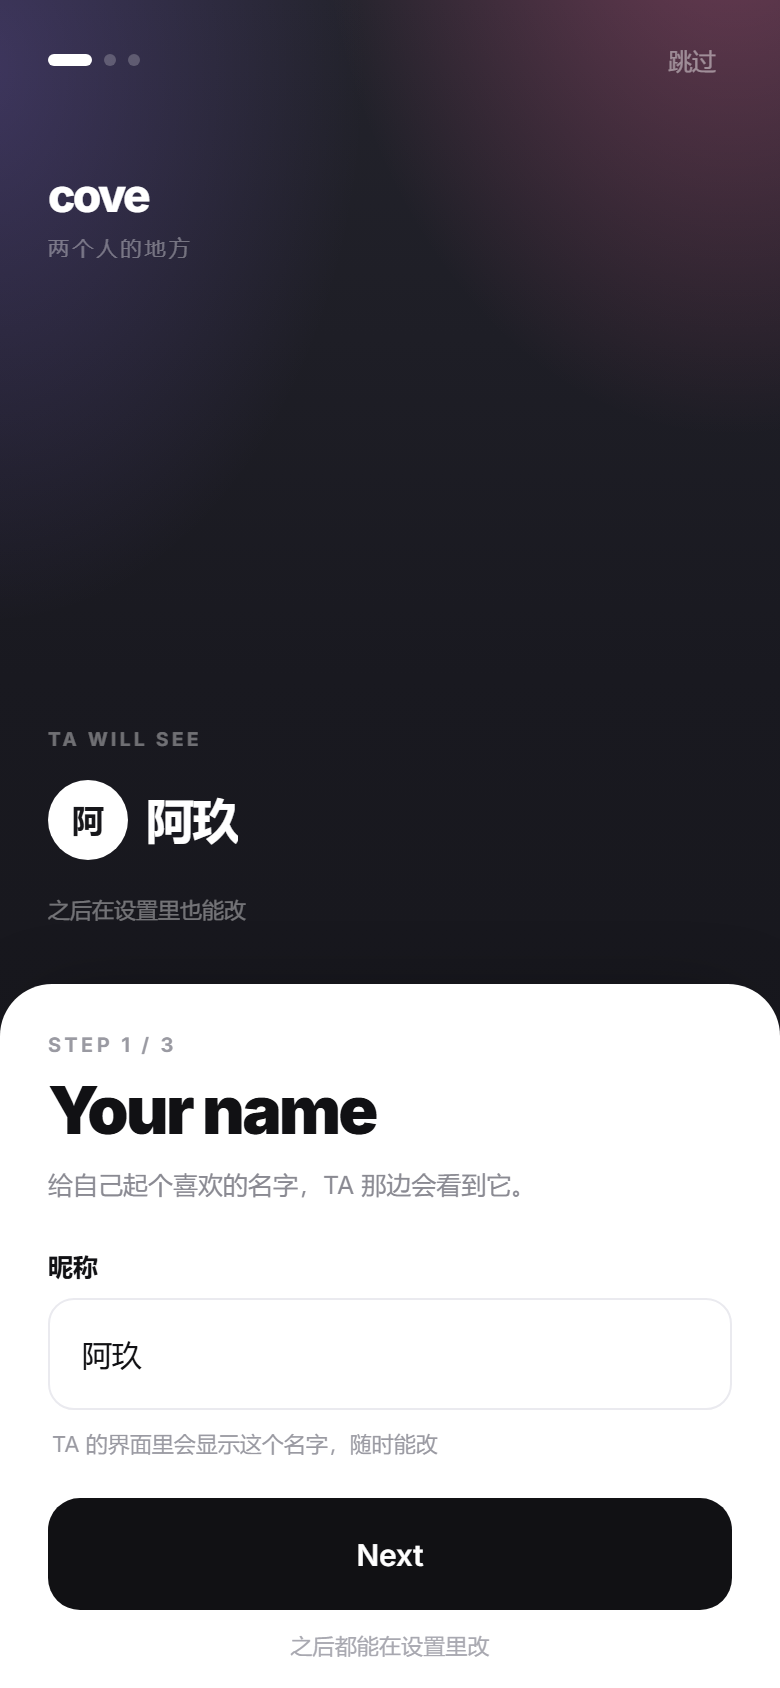 跳过
cove
两个人的地方
TA WILL SEE
阿 阿玖
之后在设置里也能改
STEP 1 / 3
Your name
给自己起个喜欢的名字，TA 那边会看到它。
昵称
阿玖
TA 的界面里会显示这个名字，随时能改
Next
之后都能在设置里改